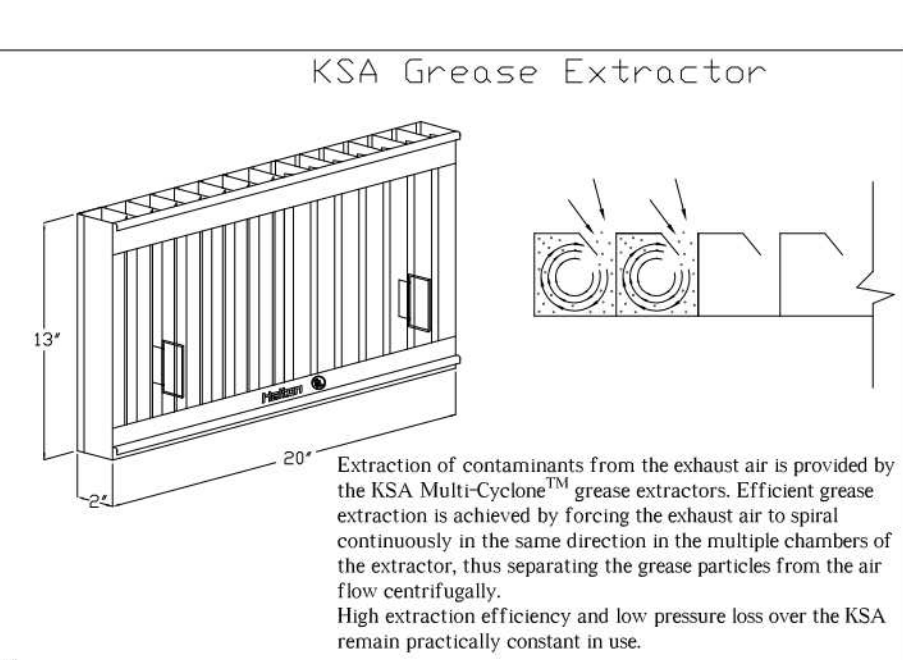 KSA Grease Extractor
13"
20"
2"
Halton
Extraction of contaminants from the exhaust air is provided by
the KSA Multi-Cyclone™ grease extractors. Efficient grease
extraction is achieved by forcing the exhaust air to spiral
continuously in the same direction in the multiple chambers of
the extractor, thus separating the grease particles from the air
flow centrifugally.
High extraction efficiency and low pressure loss over the KSA
remain practically constant in use.